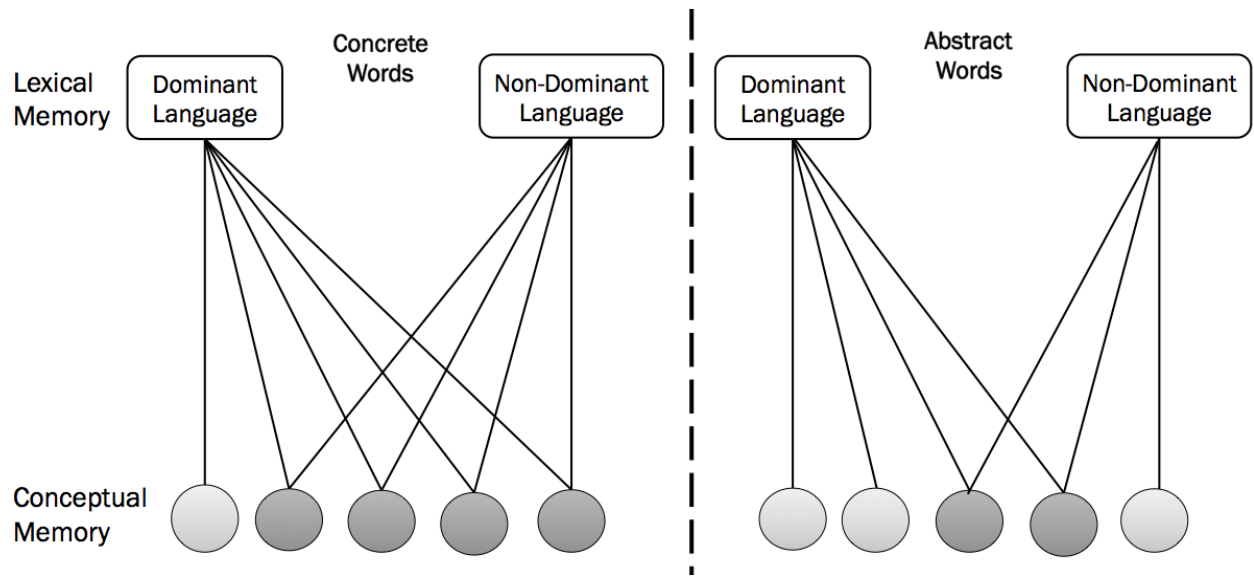 Concrete
Words
Abstract
Words
Lexical
Memory
Dominant
Language
Non-Dominant
Language
Dominant
Language
Non-Dominant
Language
Conceptual
Memory